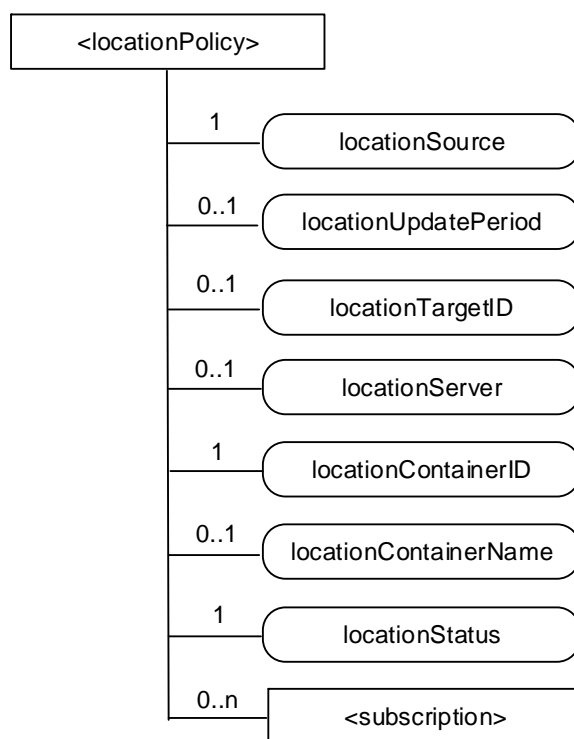 <locationPolicy>
1
locationSource
0..1
locationUpdatePeriod
0..1
locationTargetID
0..1
locationServer
1
locationContainerID
0..1
locationContainerName
1
locationStatus
0..n
<subscription>